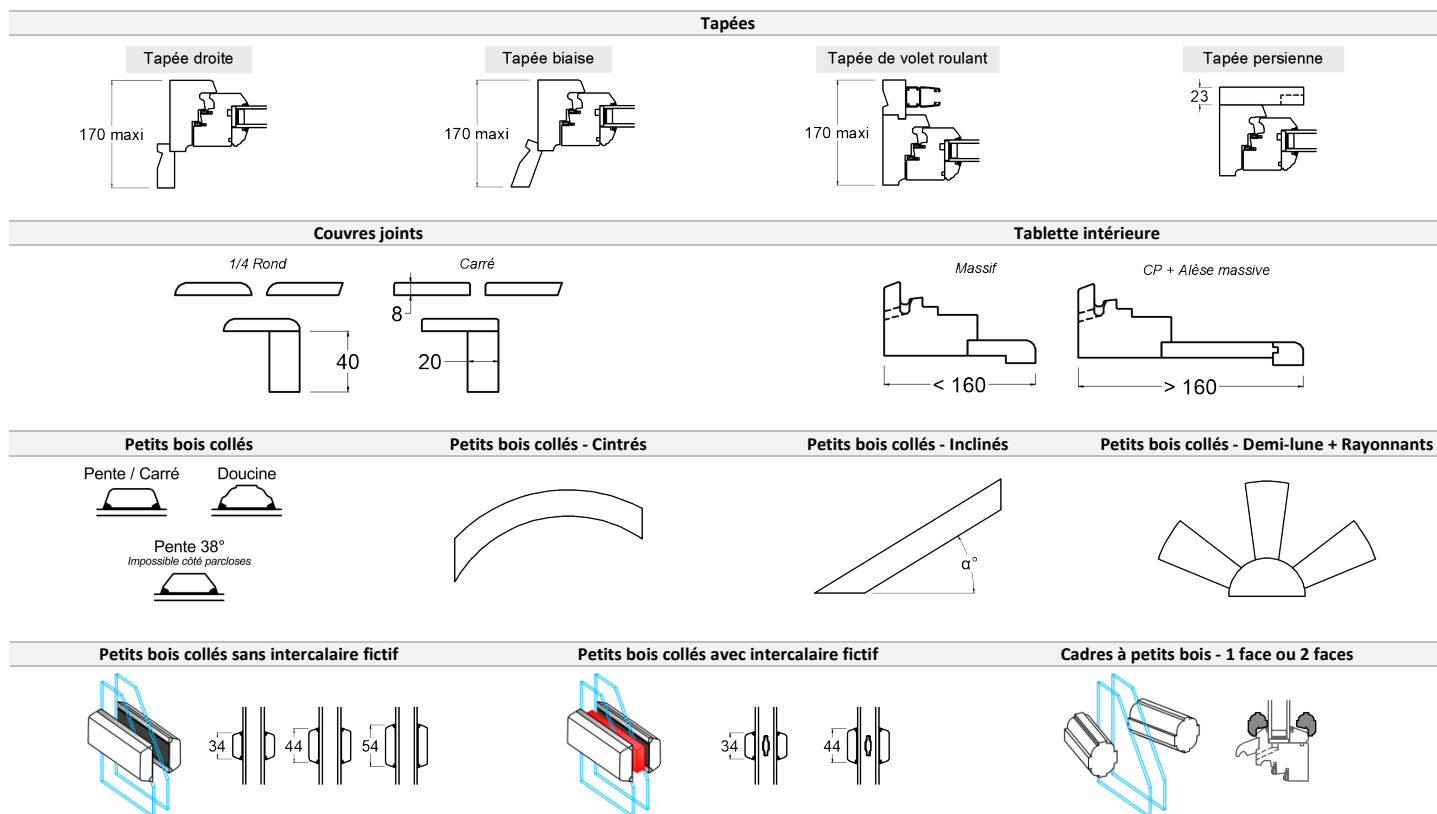 Tapées
Tapée droite
Tapée biaise
Tapée de volet roulant
Tapée persienne
170 maxi
170 maxi
170 maxi
23
Couvres joints
Tablette intérieure
1/4 Rond
Carré
Massif
CP + Alèse massive
8
40
20
< 160
> 160
Petits bois collés
Petits bois collés - Cintrés
Petits bois collés - Inclinés
Petits bois collés - Demi-lune + Rayonnants
Pente / Carré
Doucine
Pente 38°
Impossible côté parcloses
α°
Petits bois collés sans intercalaire fictif
Petits bois collés avec intercalaire fictif
Cadres à petits bois - 1 face ou 2 faces
34
44
54
34
44